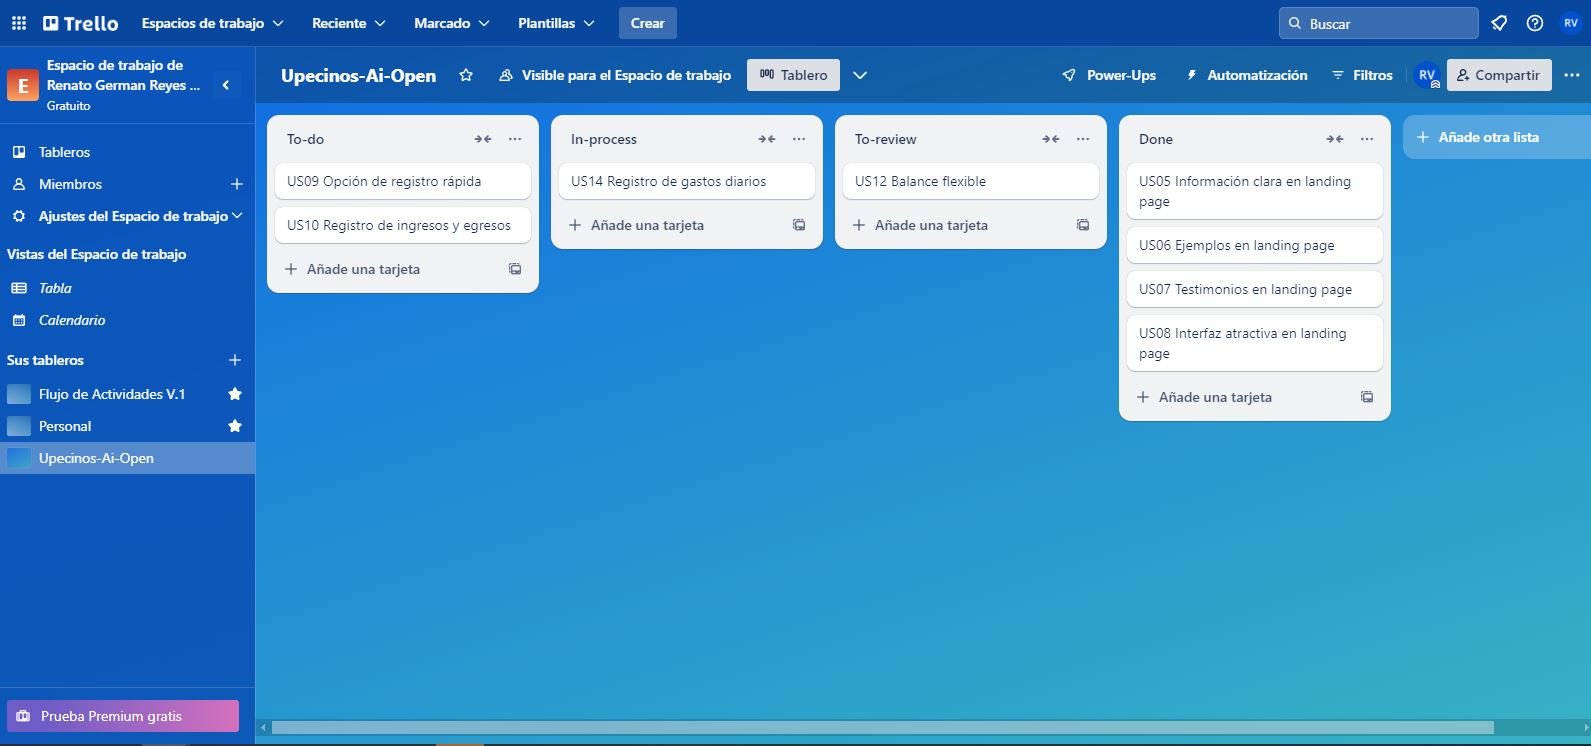 Trello
Espacios de trabajo
Reciente
Marcado
Plantillas
Crear
Buscar
RV
E
Espacio de trabajo de
Renato German Reyes ...
Gratuito
Upecinos-Ai-Open
Visible para el Espacio de trabajo
Tablero
Power-Ups
Automatización
Filtros
RV
Compartir
Tableros
Miembros
Ajustes del Espacio de trabajo
Vistas del Espacio de trabajo
Tabla
Calendario
Sus tableros
Flujo de Actividades V.1
Personal
Upecinos-Ai-Open
Prueba Premium gratis
To-do
US09 Opción de registro rápida
US10 Registro de ingresos y egresos
Añade una tarjeta
In-process
US14 Registro de gastos diarios
Añade una tarjeta
To-review
US12 Balance flexible
Añade una tarjeta
Done
US05 Información clara en landing
page
US06 Ejemplos en landing page
US07 Testimonios en landing page
US08 Interfaz atractiva en landing
page
Añade una tarjeta
Añade otra lista